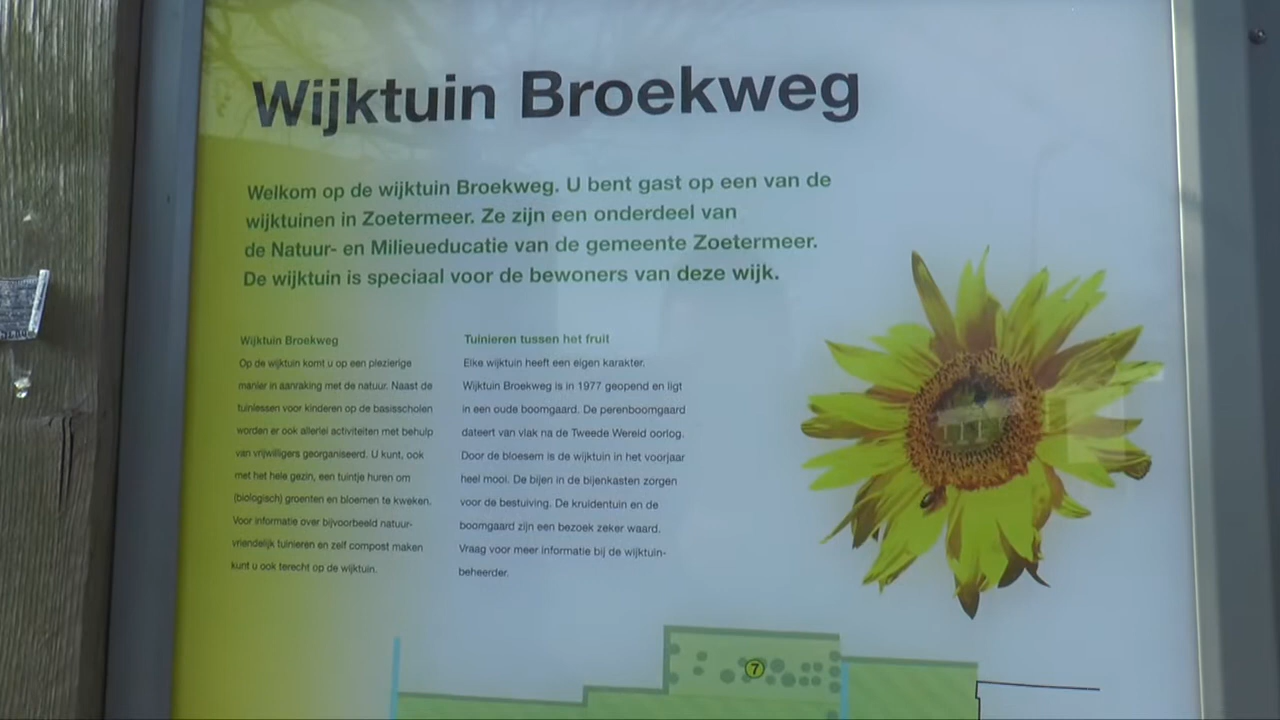 Wijktuin Broekweg
Welkom op de wijktuin Broekweg. U bent gast op een van de
wijktuinen in Zoetermeer. Ze zijn een onderdeel van
de Natuur- en Milieueducatie van de gemeente Zoetermeer.
De wijktuin is speciaal voor de bewoners van deze wijk.
Wijktuin Broekweg
Op de wijktuin komt u op een plezierige
manier in aanraking met de natuur. Naast de
tuinlessen voor kinderen op de basisscholen
worden er ook allerlei activiteiten met behulp
van vrijwilligers georganiseerd. U kunt, ook
met het hele gezin, een tuintje huren om
(biologisch) groenten en bloemen te kweken.
Voor informatie over bijvoorbeeld natuur-
vriendelijk tuinieren en zelf compost maken
kunt u ook terecht op de wijktuin.
Tuinieren tussen het fruit
Elke wijktuin heeft een eigen karakter.
Wijktuin Broekweg is in 1977 geopend en ligt
in een oude boomgaard. De perenboomgaard
dateert van vlak na de Tweede Wereld oorlog.
Door de bloesem is de wijktuin in het voorjaar
heel mooi. De bijen in de bijenkasten zorgen
voor de bestuiving. De kruidentuin en de
boomgaard zijn een bezoek zeker waard.
Vraag voor meer informatie bij de wijktuin-
beheerder.
7